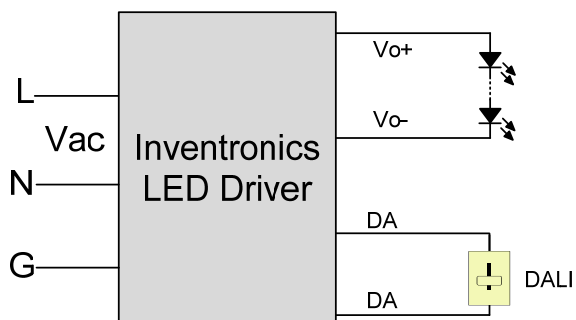 L
Vac
N
G
Inventronics
LED Driver
Vo+
Vo-
DA
DA
DALI